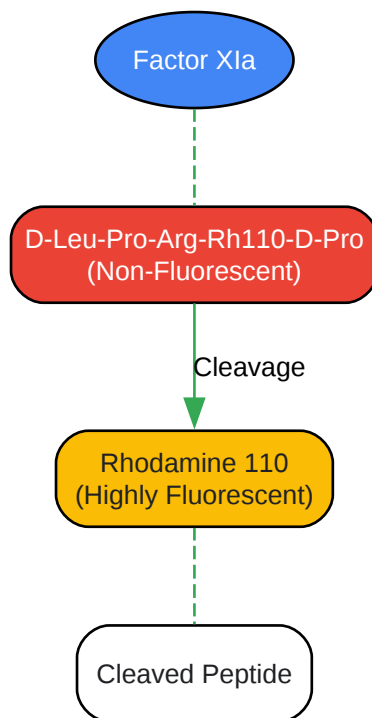 Factor XIa
D-Leu-Pro-Arg-Rh110-D-Pro
(Non-Fluorescent)
Cleavage
Rhodamine 110
(Highly Fluorescent)
Cleaved Peptide